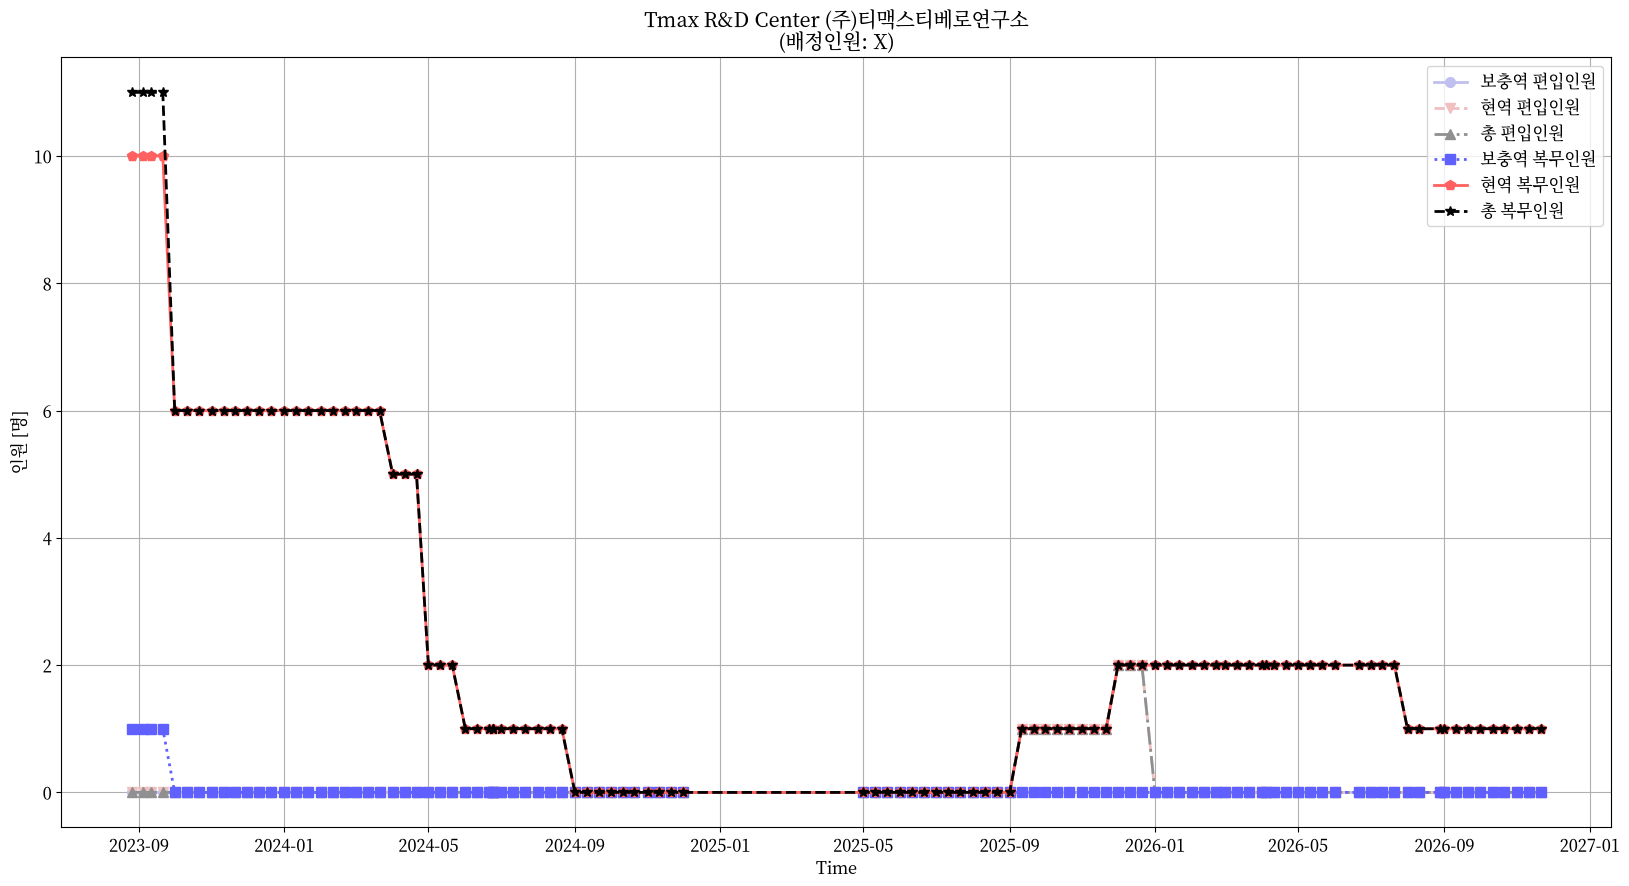 Tmax R&D Center (주)티맥스티베로연구소
(배정인원: X)
보충역 편입인원
현역 편입인원
총 편입인원
보충역 복무인원
현역 복무인원
총 복무인원
인원 [명]
10
8
6
4
2
0
2023-09
2024-01
2024-05
2024-09
2025-01
2025-05
2025-09
2026-01
2026-05
2026-09
2027-01
Time